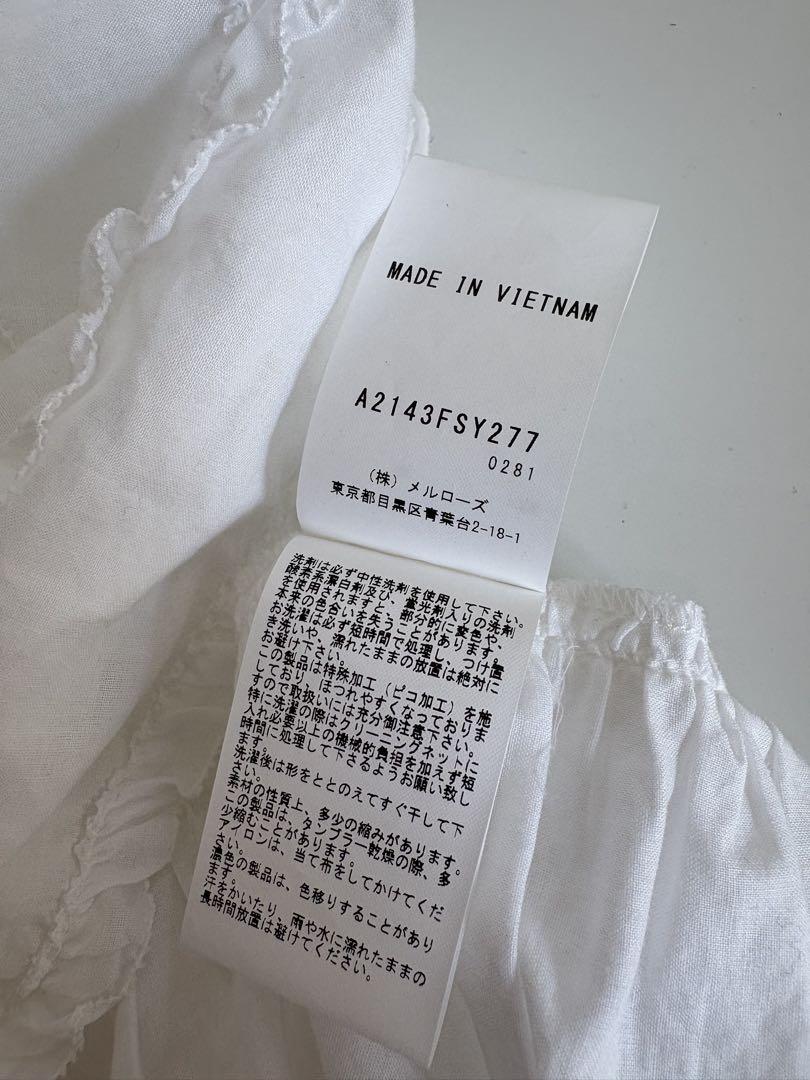 MADE IN VIETNAM
A2143FSY277
0281
(株) メルローズ
東京都目黒区青葉台2-18-1
洗剤は必ず中性洗剤を使用して下さい。
酸素系漂白剤及び、蛍光剤入りの洗剤
を使用されますと、部分的に変色や、
本来の色合いを失うことがあります。
お洗濯は必ず短時間で処理し、つけ置
き洗いや、濡れたままの放置は絶対に
お避け下さい。
この製品は特殊加工(ピコ加工)を施
しており、ほつれやすくなっておりま
すので取扱いには充分御注意下さい。
特に洗濯の際はクリーニングネットに
入れ必要以上の機械的負担を加えず短
時間に処理して下さるようお願い致し
ます。
洗濯後は形をととのえてすぐ干して下
さい。
素材の性質上、多少の縮みがあります。
この製品は、タンブラー乾燥の際、多
少縮むことがあります。
アイロンは、当て布をしてかけてくだ
さい。
濃色の製品は、色移りすることがあり
ます。
汗をかいたり、雨や水に濡れたままの
長時間放置は避けてください。